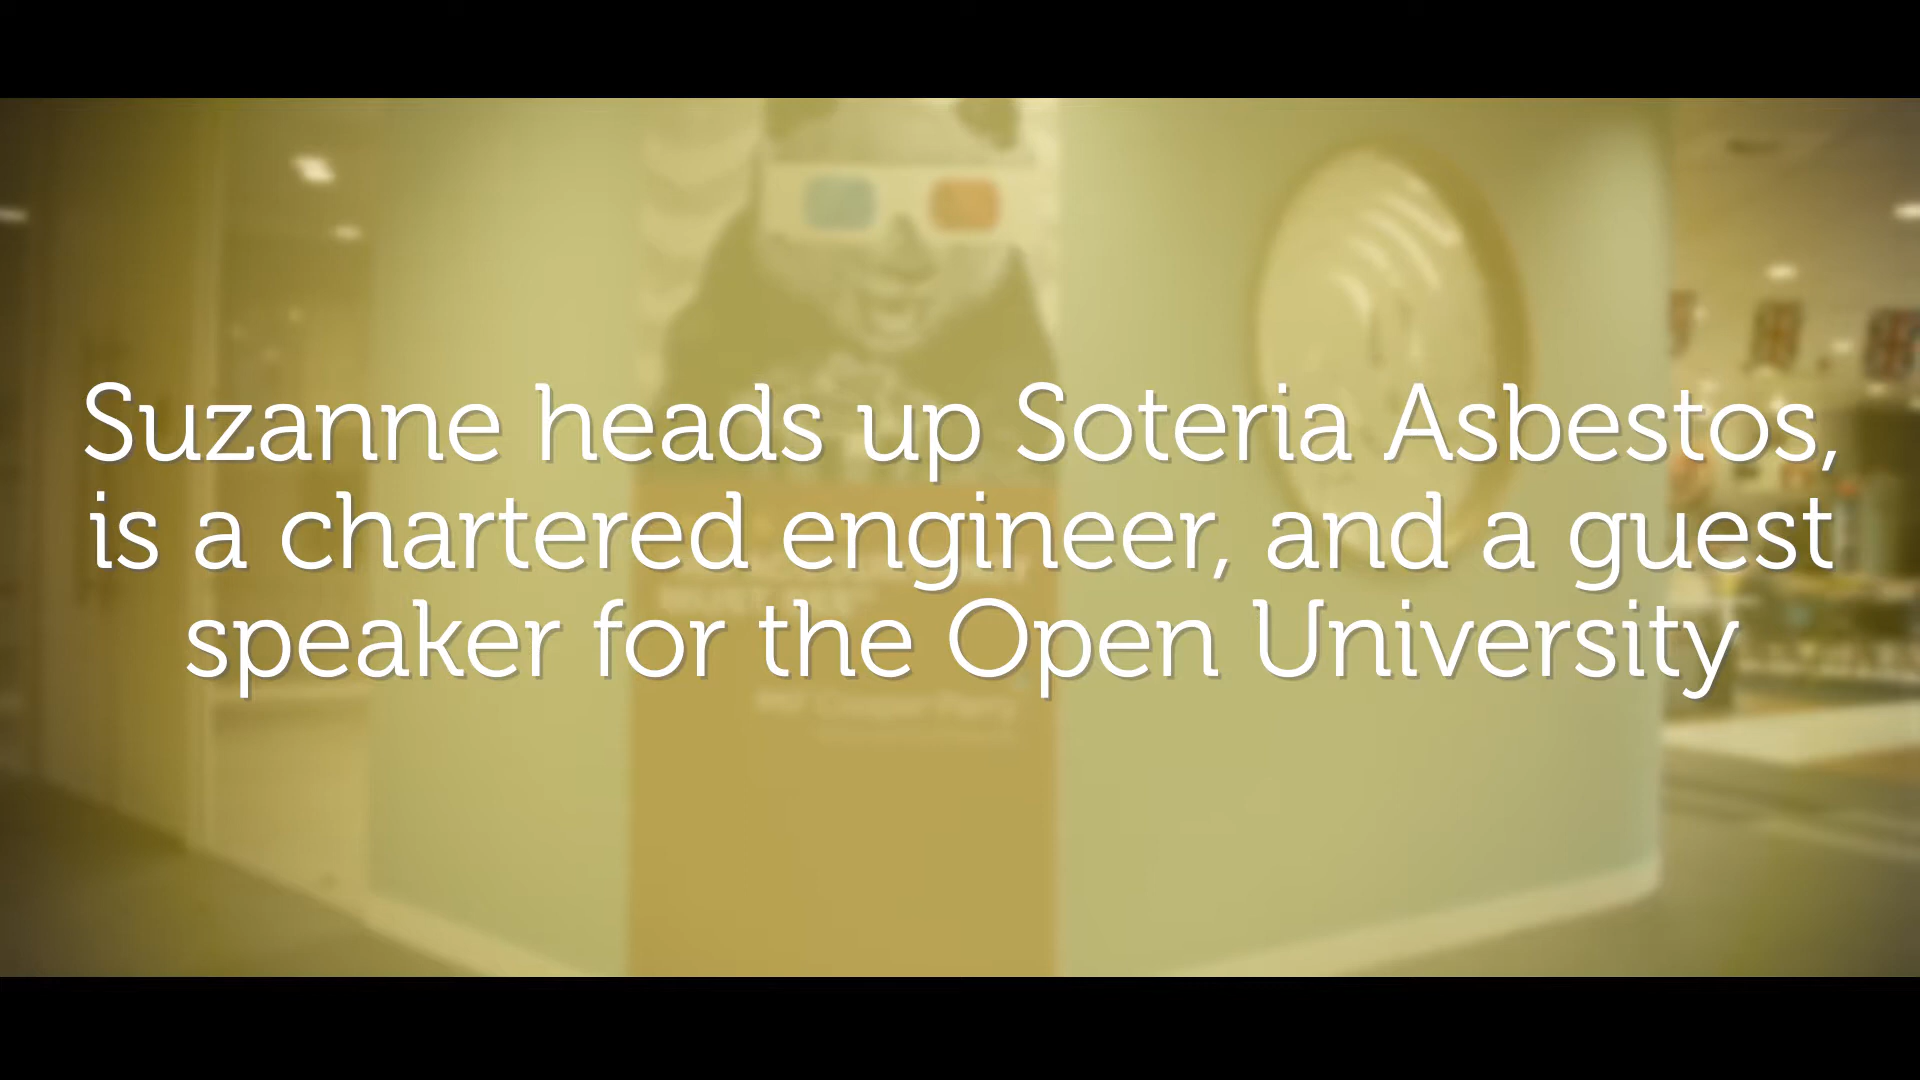 Suzanne heads up Soteria Asbestos,
is a chartered engineer, and a guest
speaker for the Open University